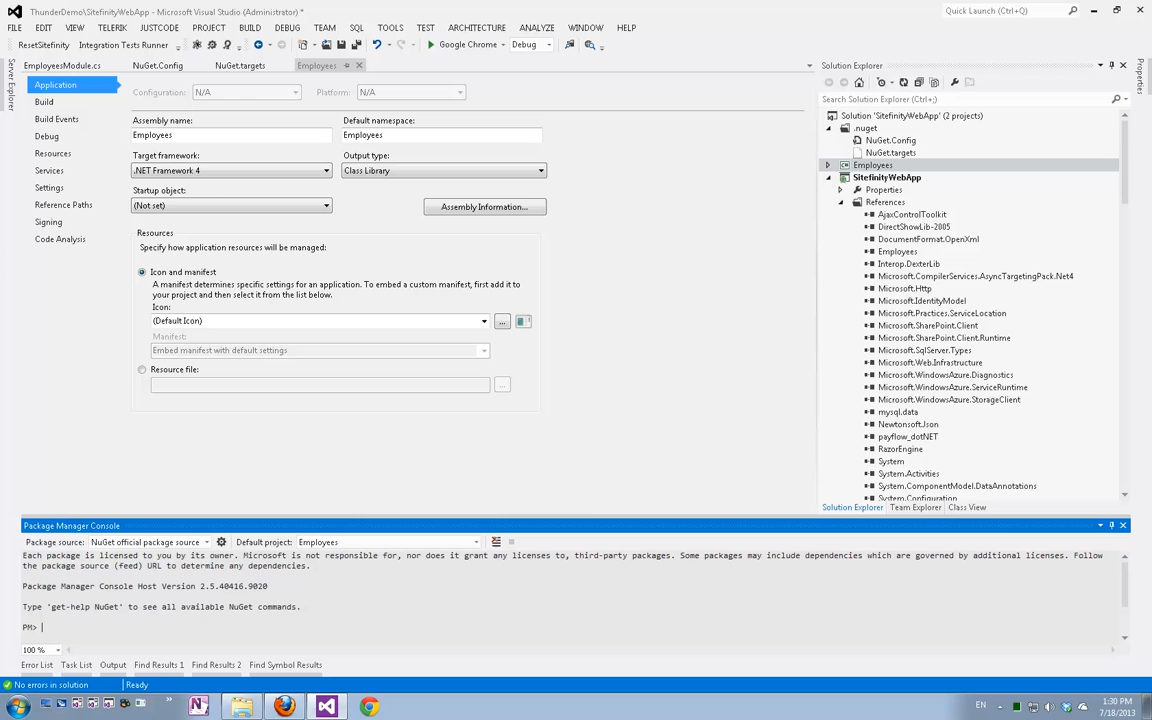 ThunderDemo\SitefinityWebApp - Microsoft Visual Studio (Administrator) *
Quick Launch (Ctrl+;)
FILE EDIT VIEW TELERIK JUSTCODE PROJECT BUILD DEBUG TEAM SQL TOOLS TEST ARCHITECTURE ANALYZE WINDOW HELP
ResetSitefinity Integration Tests Runner Google Chrome Debug
Server Explorer
EmployeesModule.cs NuGet.Config NuGet.targets Employees
Application
Build
Build Events
Debug
Resources
Services
Settings
Reference Paths
Signing
Code Analysis
Configuration: N/A Platform: N/A
Assembly name: Default namespace:
Employees Employees
Target framework: Output type:
.NET Framework 4 Class Library
Startup object:
(Not set) Assembly Information...
Resources
Specify how application resources will be managed:
Icon and manifest
A manifest determines specific settings for an application. To embed a custom manifest, first add it to
your project and then select it from the list below.
Icon:
(Default Icon) ...
Manifest:
Embed manifest with default settings
Resource file:
...
Solution Explorer
Search Solution Explorer (Ctrl+;)
Solution 'SitefinityWebApp' (2 projects)
.nuget
NuGet.Config
NuGet.targets
Employees
SitefinityWebApp
Properties
References
AjaxControlToolkit
DirectShowLib-2005
DocumentFormat.OpenXml
Employees
Interop.DexterLib
Microsoft.CompilerServices.AsyncTargetingPack.Net4
Microsoft.Http
Microsoft.IdentityModel
Microsoft.Practices.ServiceLocation
Microsoft.SharePoint.Client
Microsoft.SharePoint.Client.Runtime
Microsoft.SqlServer.Types
Microsoft.Web.Infrastructure
Microsoft.WindowsAzure.Diagnostics
Microsoft.WindowsAzure.ServiceRuntime
Microsoft.WindowsAzure.StorageClient
mysql.data
Newtonsoft.Json
payflow_dotNET
RazorEngine
System
System.Activities
System.ComponentModel.DataAnnotations
System.Configuration
Solution Explorer Team Explorer Class View
Properties
Package Manager Console
Package source: NuGet official package source Default project: Employees
Each package is licensed to you by its owner. Microsoft is not responsible for, nor does it grant any licenses to, third-party packages. Some packages may include dependencies which are governed by additional licenses. Follow
the package source (feed) URL to determine any dependencies.
Package Manager Console Host Version 2.5.40416.9020
Type 'get-help NuGet' to see all available NuGet commands.
PM>
100 %
Error List Task List Output Find Results 1 Find Results 2 Find Symbol Results
No errors in solution Ready
EN 1:30 PM
7/18/2013